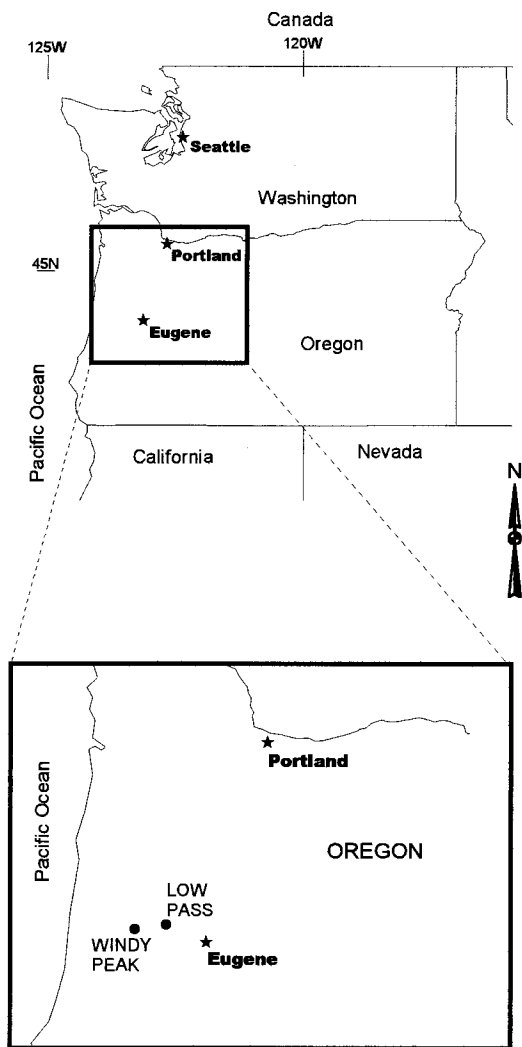 Canada
125W
120W
Seattle
Washington
Portland
45N
Eugene
Oregon
Pacific Ocean
California
Nevada
N
Portland
Pacific Ocean
OREGON
LOW
PASS
WINDY
PEAK
Eugene